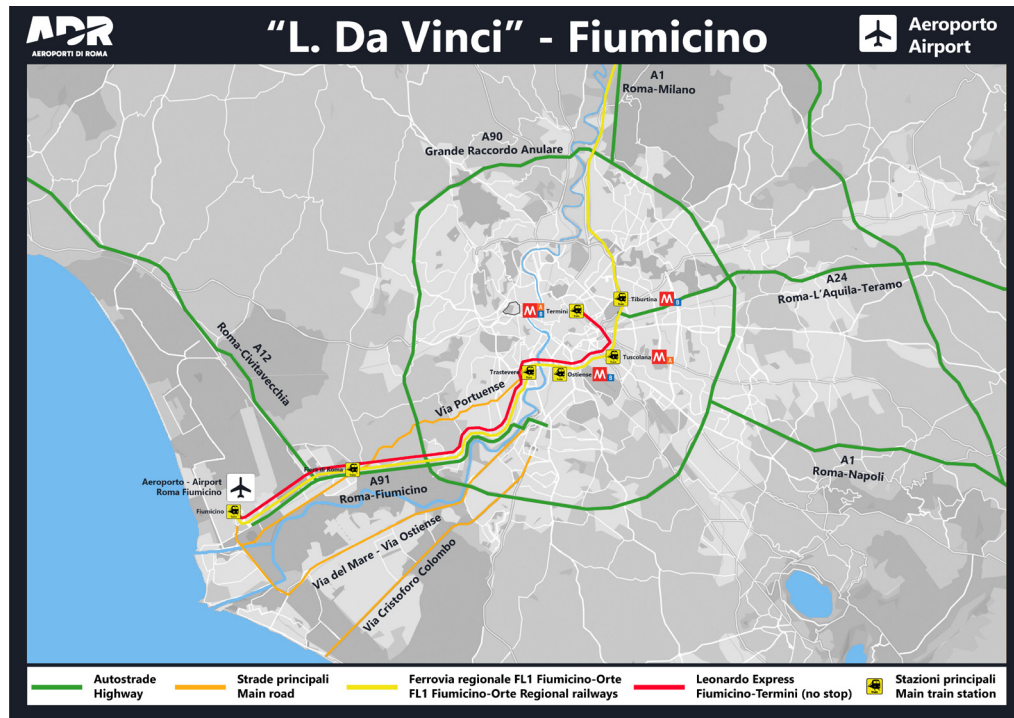 ADR
AEROPORTI DI ROMA
“L. Da Vinci” - Fiumicino
Aeroporto
Airport
A1
Roma-Milano
A90
Grande Raccordo Anulare
A24
Roma-L’Aquila-Teramo
Tiburtina
M
B
M
A
B
Termini
A12
Roma-Civitavecchia
Tuscolana
M
A
Trastevere
Ostiense
M
B
Via Portuense
A1
Roma-Napoli
Fiera di Roma
Aeroporto - Airport
Roma Fiumicino
A91
Roma-Fiumicino
Fiumicino
Via del Mare - Via Ostiense
Via Cristoforo Colombo
Autostrade
Highway
Strade principali
Main road
Ferrovia regionale FL1 Fiumicino-Orte
FL1 Fiumicino-Orte Regional railways
Leonardo Express
Fiumicino-Termini (no stop)
Stazioni principali
Main train station